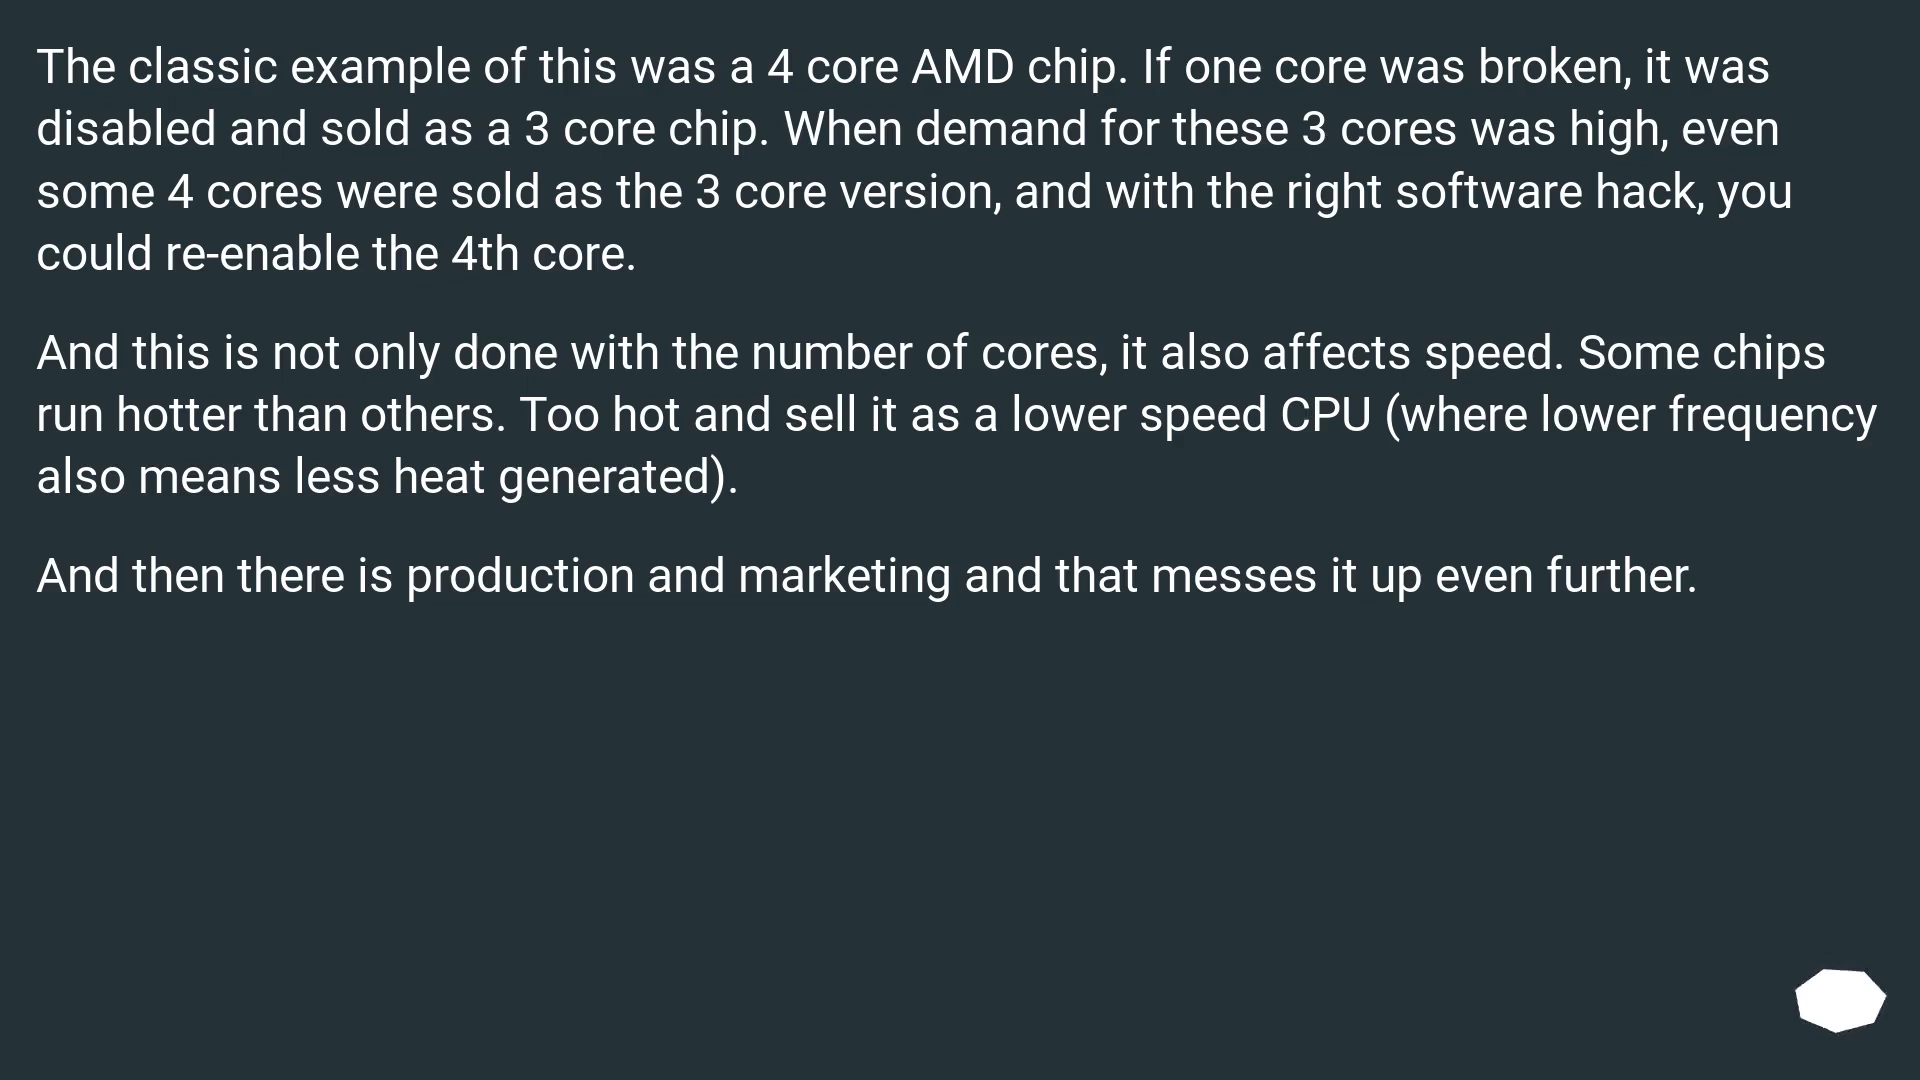 The classic example of this was a 4 core AMD chip. If one core was broken, it was
disabled and sold as a 3 core chip. When demand for these 3 cores was high, even
some 4 cores were sold as the 3 core version, and with the right software hack, you
could re-enable the 4th core.
And this is not only done with the number of cores, it also affects speed. Some chips
run hotter than others. Too hot and sell it as a lower speed CPU (where lower frequency
also means less heat generated).
And then there is production and marketing and that messes it up even further.